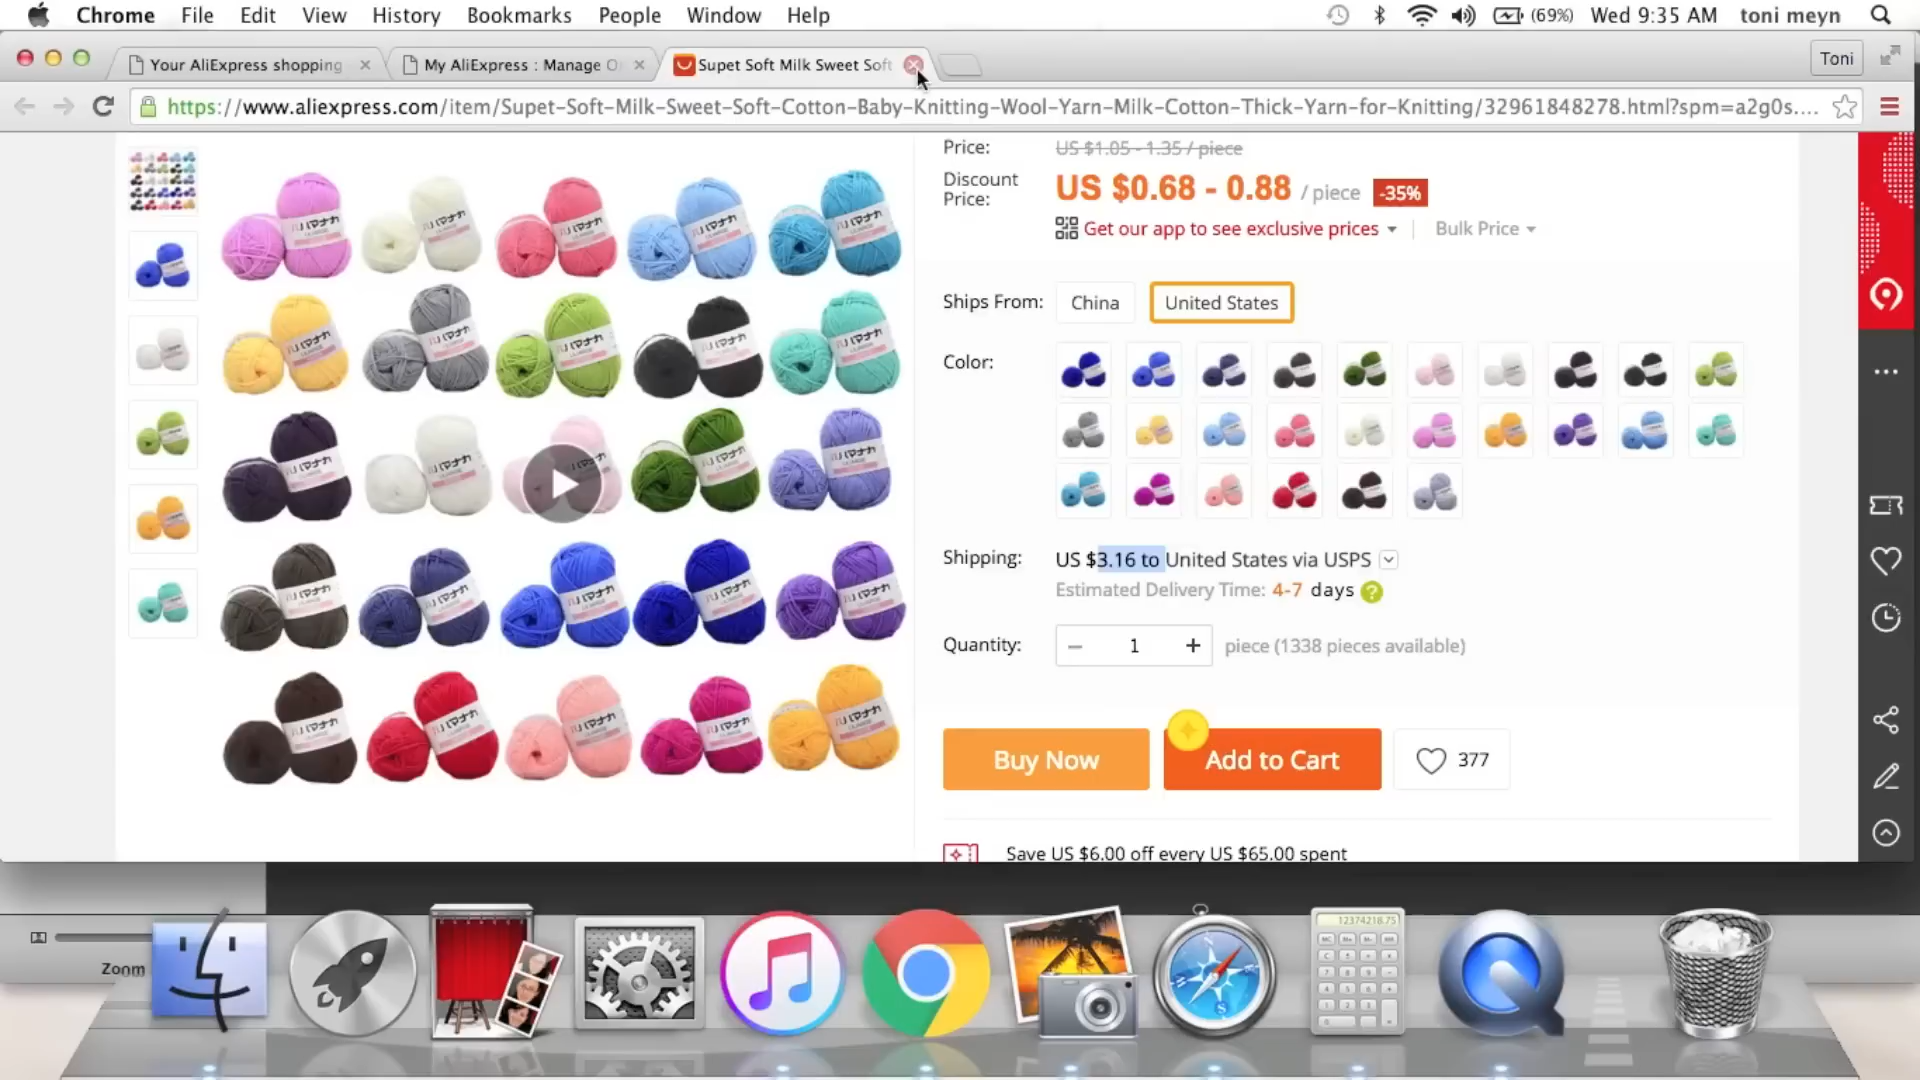 Chrome File Edit View History Bookmarks People Window Help (69%) Wed 9:35 AM toni meyn
Your AliExpress shopping
My AliExpress : Manage O
Supet Soft Milk Sweet Soft
Toni
https://www.aliexpress.com/item/Supet-Soft-Milk-Sweet-Soft-Cotton-Baby-Knitting-Wool-Yarn-Milk-Cotton-Thick-Yarn-for-Knitting/32961848278.html?spm=a2g0s....
Price: US $1.05 - 1.35 / piece
Discount
Price:
US $0.68 - 0.88 / piece -35%
Get our app to see exclusive prices Bulk Price
Ships From: China United States
Color:
Shipping: US $3.16 to United States via USPS
Estimated Delivery Time: 4-7 days ?
Quantity: 1 piece (1338 pieces available)
Buy Now
Add to Cart
377
Save US $6.00 off every US $65.00 spent
Zoom
12374218.75